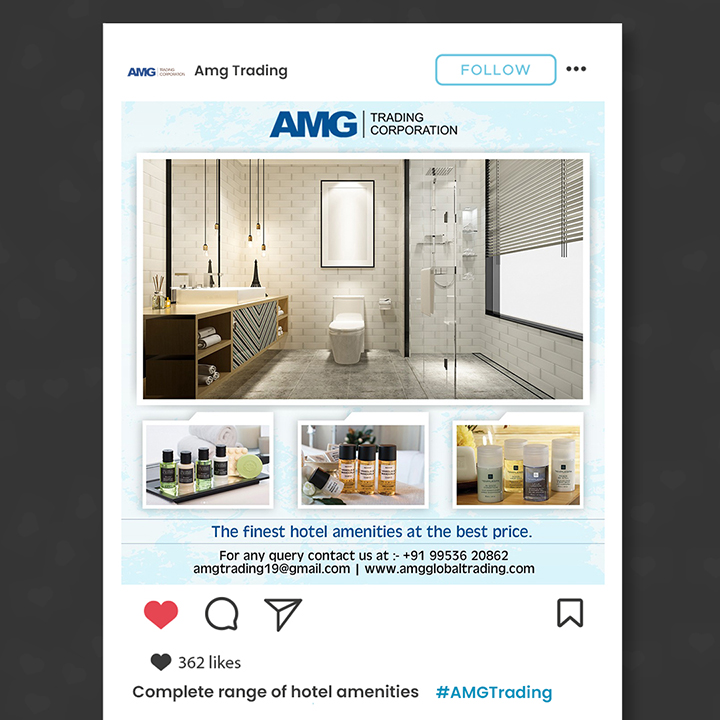 AMG TRADING CORPORATION Amg Trading
FOLLOW
AMG
TRADING
CORPORATION
The finest hotel amenities at the best price.
For any query contact us at :- +91 99536 20862
amgtrading19@gmail.com | www.amgglobaltrading.com
362 likes
Complete range of hotel amenities #AMGTrading